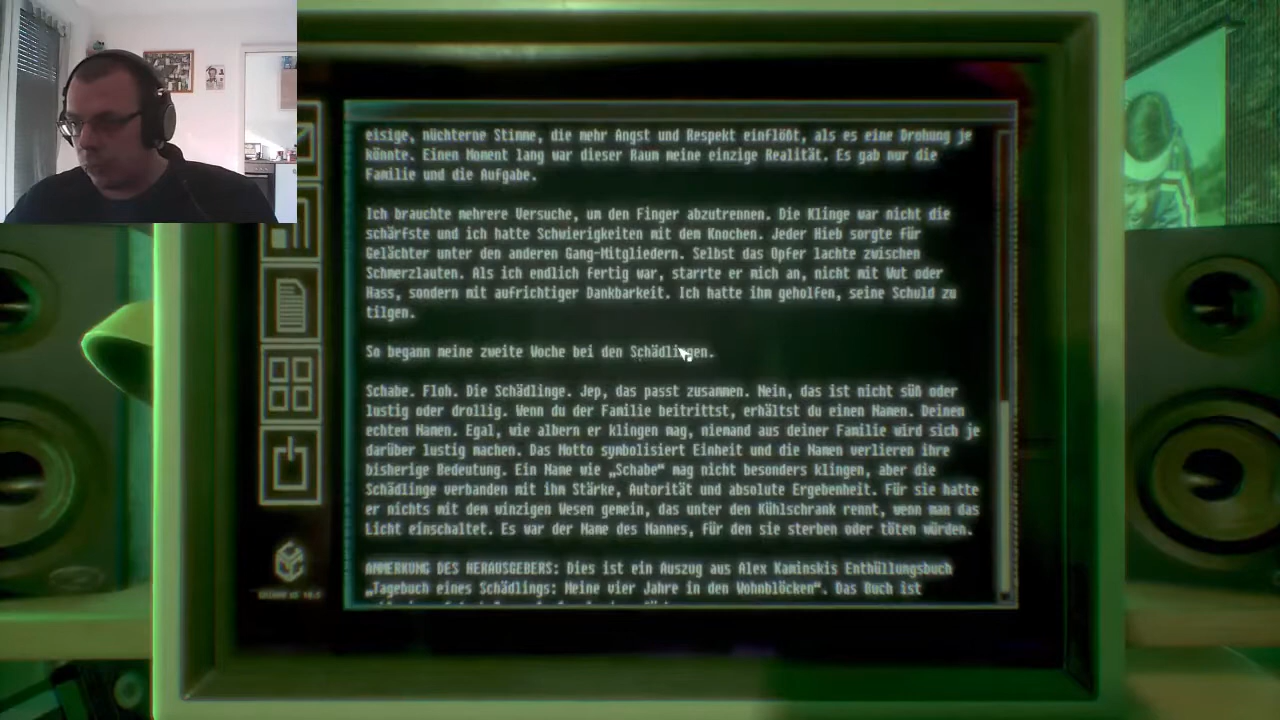 eisige, nüchterne Stimme, die mehr Angst und Respekt einflößt, als es eine Drohung je
könnte. Einen Moment lang war dieser Raum meine einzige Realität. Es gab nur die
Familie und die Aufgabe.
Ich brauchte mehrere Versuche, um den Finger abzutrennen. Die Klinge war nicht die
schärfste und ich hatte Schwierigkeiten mit dem Knochen. Jeder Hieb sorgte für
Gelächter unter den anderen Gang-Mitgliedern. Selbst das Opfer lachte zwischen
Schmerzlauten. Als ich endlich fertig war, starrte er mich an, nicht mit Wut oder
Hass, sondern mit aufrichtiger Dankbarkeit. Ich hatte ihm geholfen, seine Schuld zu
tilgen.
So begann meine zweite Woche bei den Schädlingen.
Schabe. Floh. Die Schädlinge. Jep, das passt zusammen. Nein, das ist nicht süß oder
lustig oder drollig. Wenn du der Familie beitrittst, erhältst du einen Namen. Deinen
echten Namen. Egal, wie albern er klingen mag, niemand aus deiner Familie wird sich je
darüber lustig machen. Das Motto symbolisiert Einheit und die Namen verlieren ihre
bisherige Bedeutung. Ein Name wie „Schabe“ mag nicht besonders klingen, aber die
Schädlinge verbanden mit ihm Stärke, Autorität und absolute Ergebenheit. Für sie hatte
er nichts mit dem winzigen Wesen gemein, das unter den Kühlschrank rennt, wenn man das
Licht einschaltet. Es war der Name des Mannes, für den sie sterben oder töten würden.
ANMERKUNG DES HERAUSGEBERS: Dies ist ein Auszug aus Alex Kaminskis Enthüllungsbuch
„Tagebuch eines Schädlings: Meine vier Jahre in den Wohnblöcken“. Das Buch ist